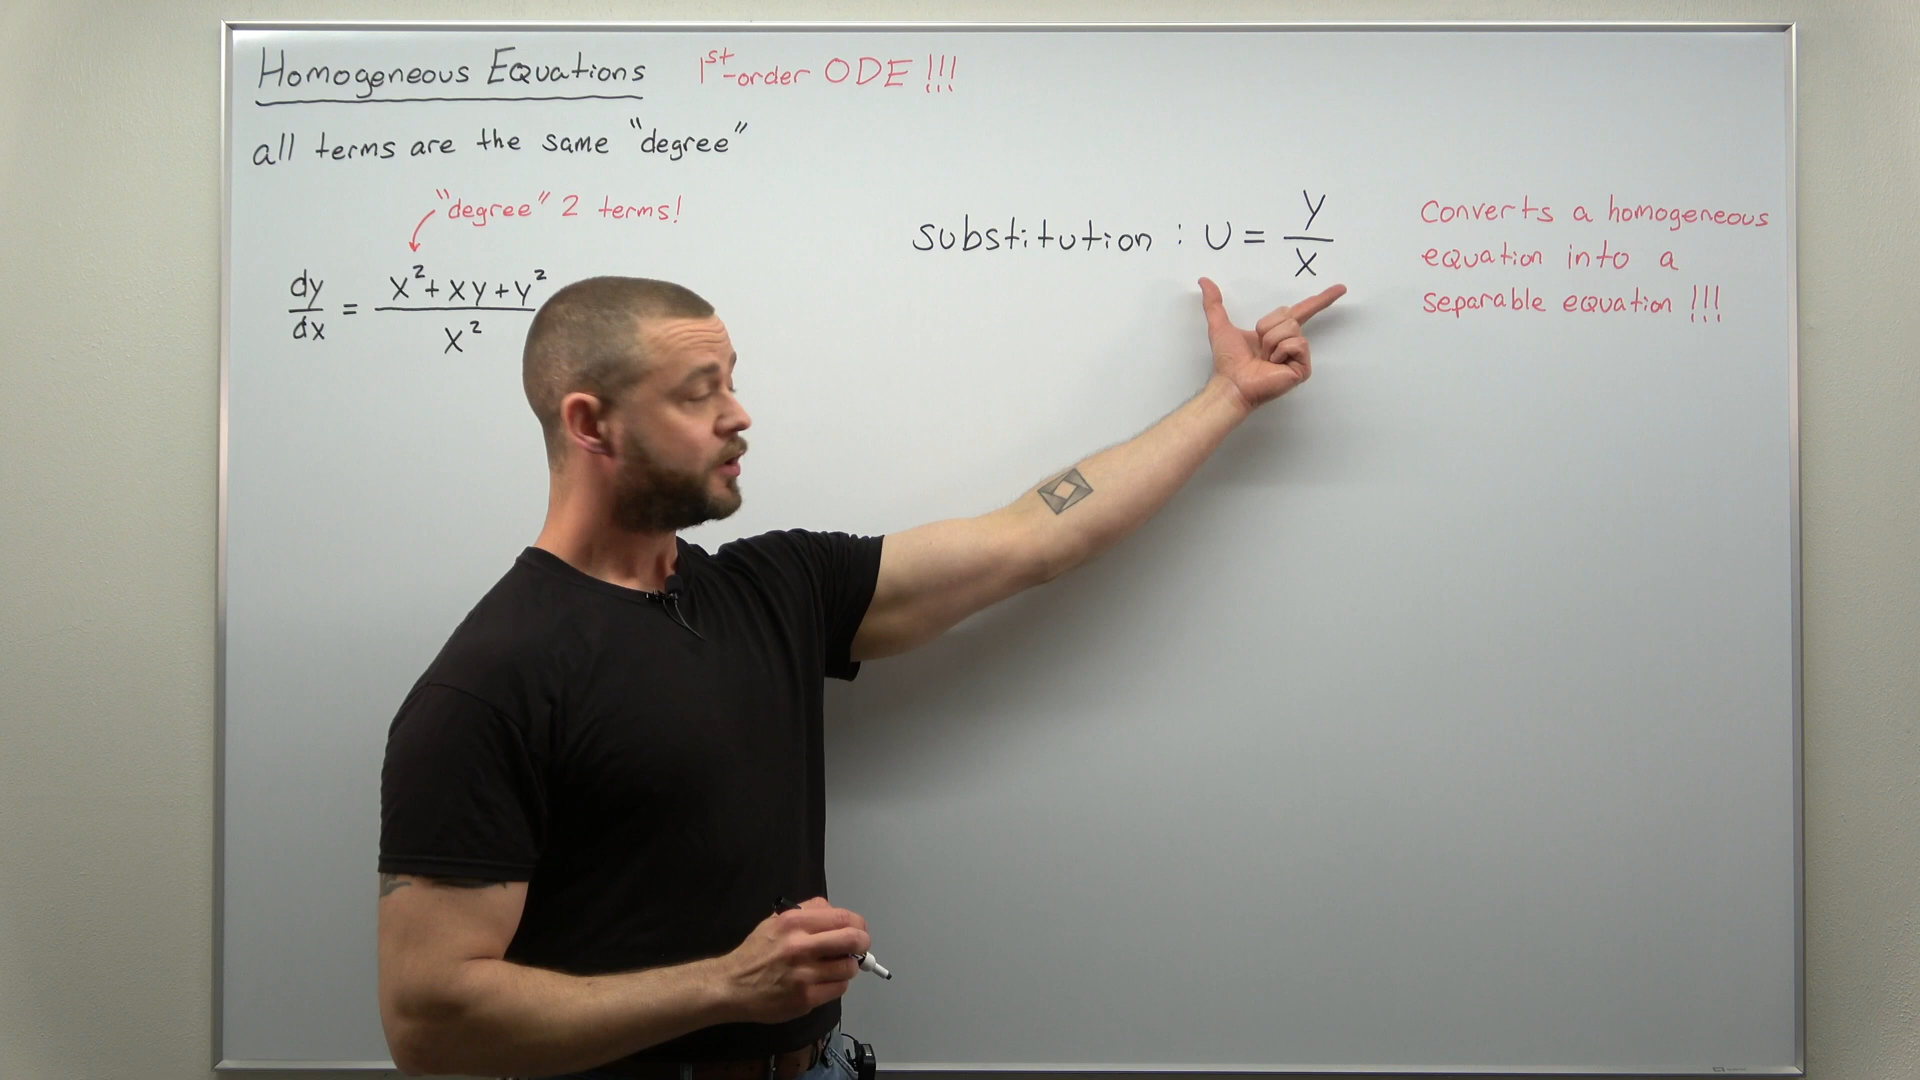 Homogeneous Equations 1st-order ODE !!!
all terms are the same "degree"
"degree" 2 terms!
dy/dx = (x² + xy + y²)/x²
substitution : u = y/x
Converts a homogeneous
equation into a
separable equation !!!